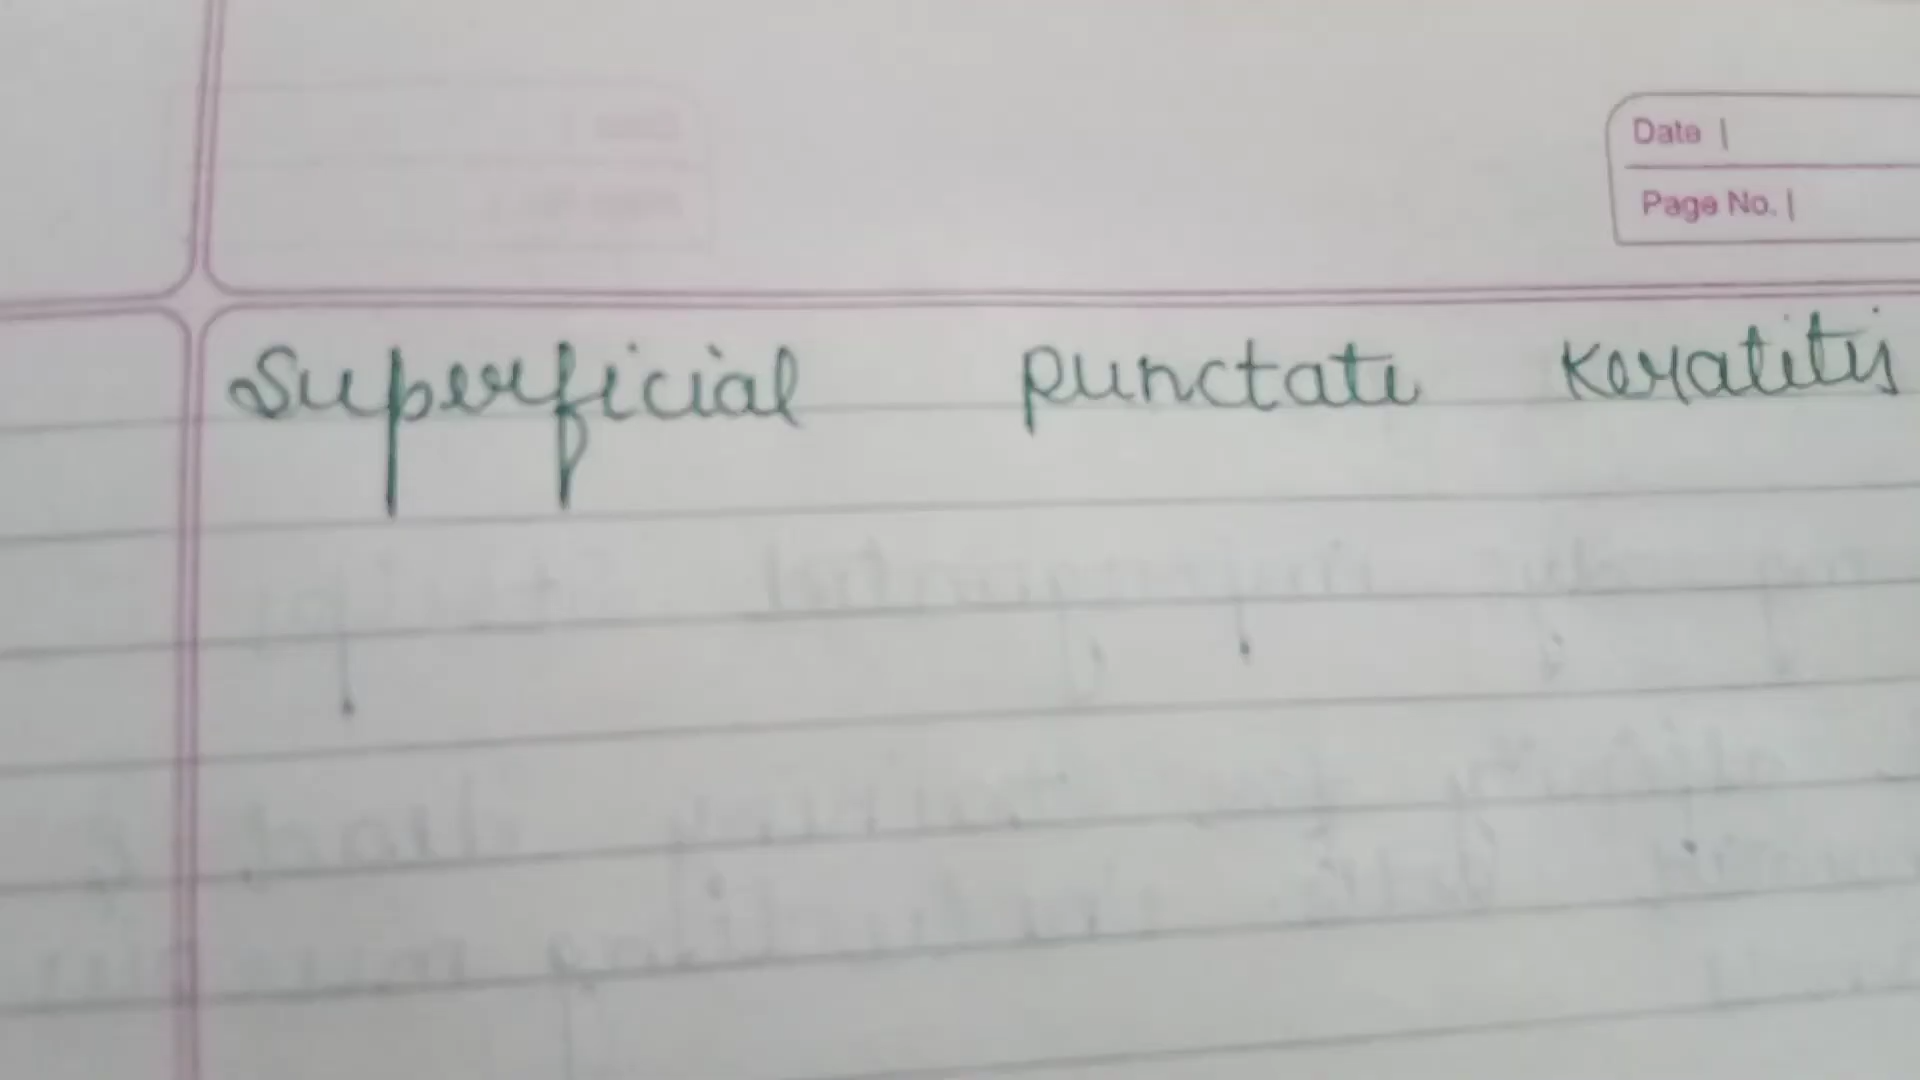 Date |
Page No. |
Superficial punctate keratitis